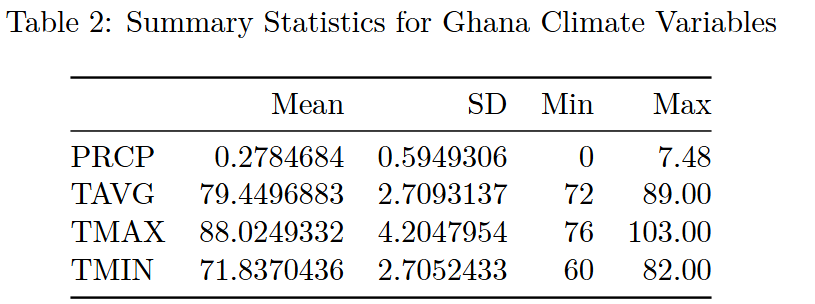 Table 2: Summary Statistics for Ghana Climate Variables
Mean SD Min Max
PRCP 0.2784684 0.5949306 0 7.48
TAVG 79.4496883 2.7093137 72 89.00
TMAX 88.0249332 4.2047954 76 103.00
TMIN 71.8370436 2.7052433 60 82.00